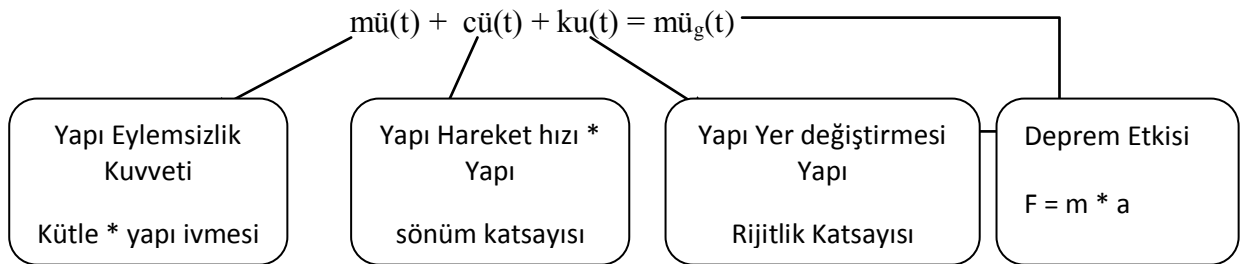 mü(t) + cü(t) + ku(t) = müg(t)
Yapı Eylemsizlik
Kuvveti
Kütle * yapı ivmesi
Yapı Hareket hızı *
Yapı
sönüm katsayısı
Yapı Yer değiştirmesi
Yapı
Rijitlik Katsayısı
Deprem Etkisi
F = m * a